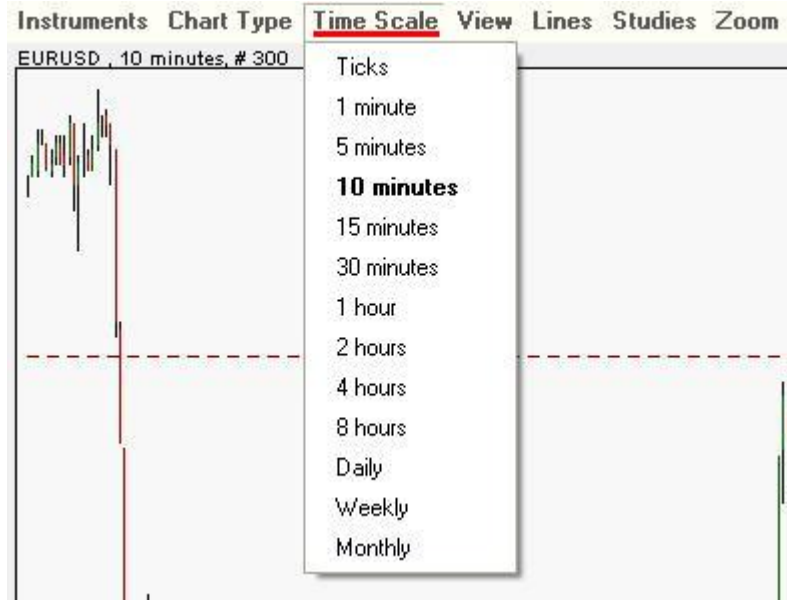 Instruments Chart Type Time Scale View Lines Studies Zoom
EURUSD , 10 minutes, # 300
Ticks
1 minute
5 minutes
10 minutes
15 minutes
30 minutes
1 hour
2 hours
4 hours
8 hours
Daily
Weekly
Monthly